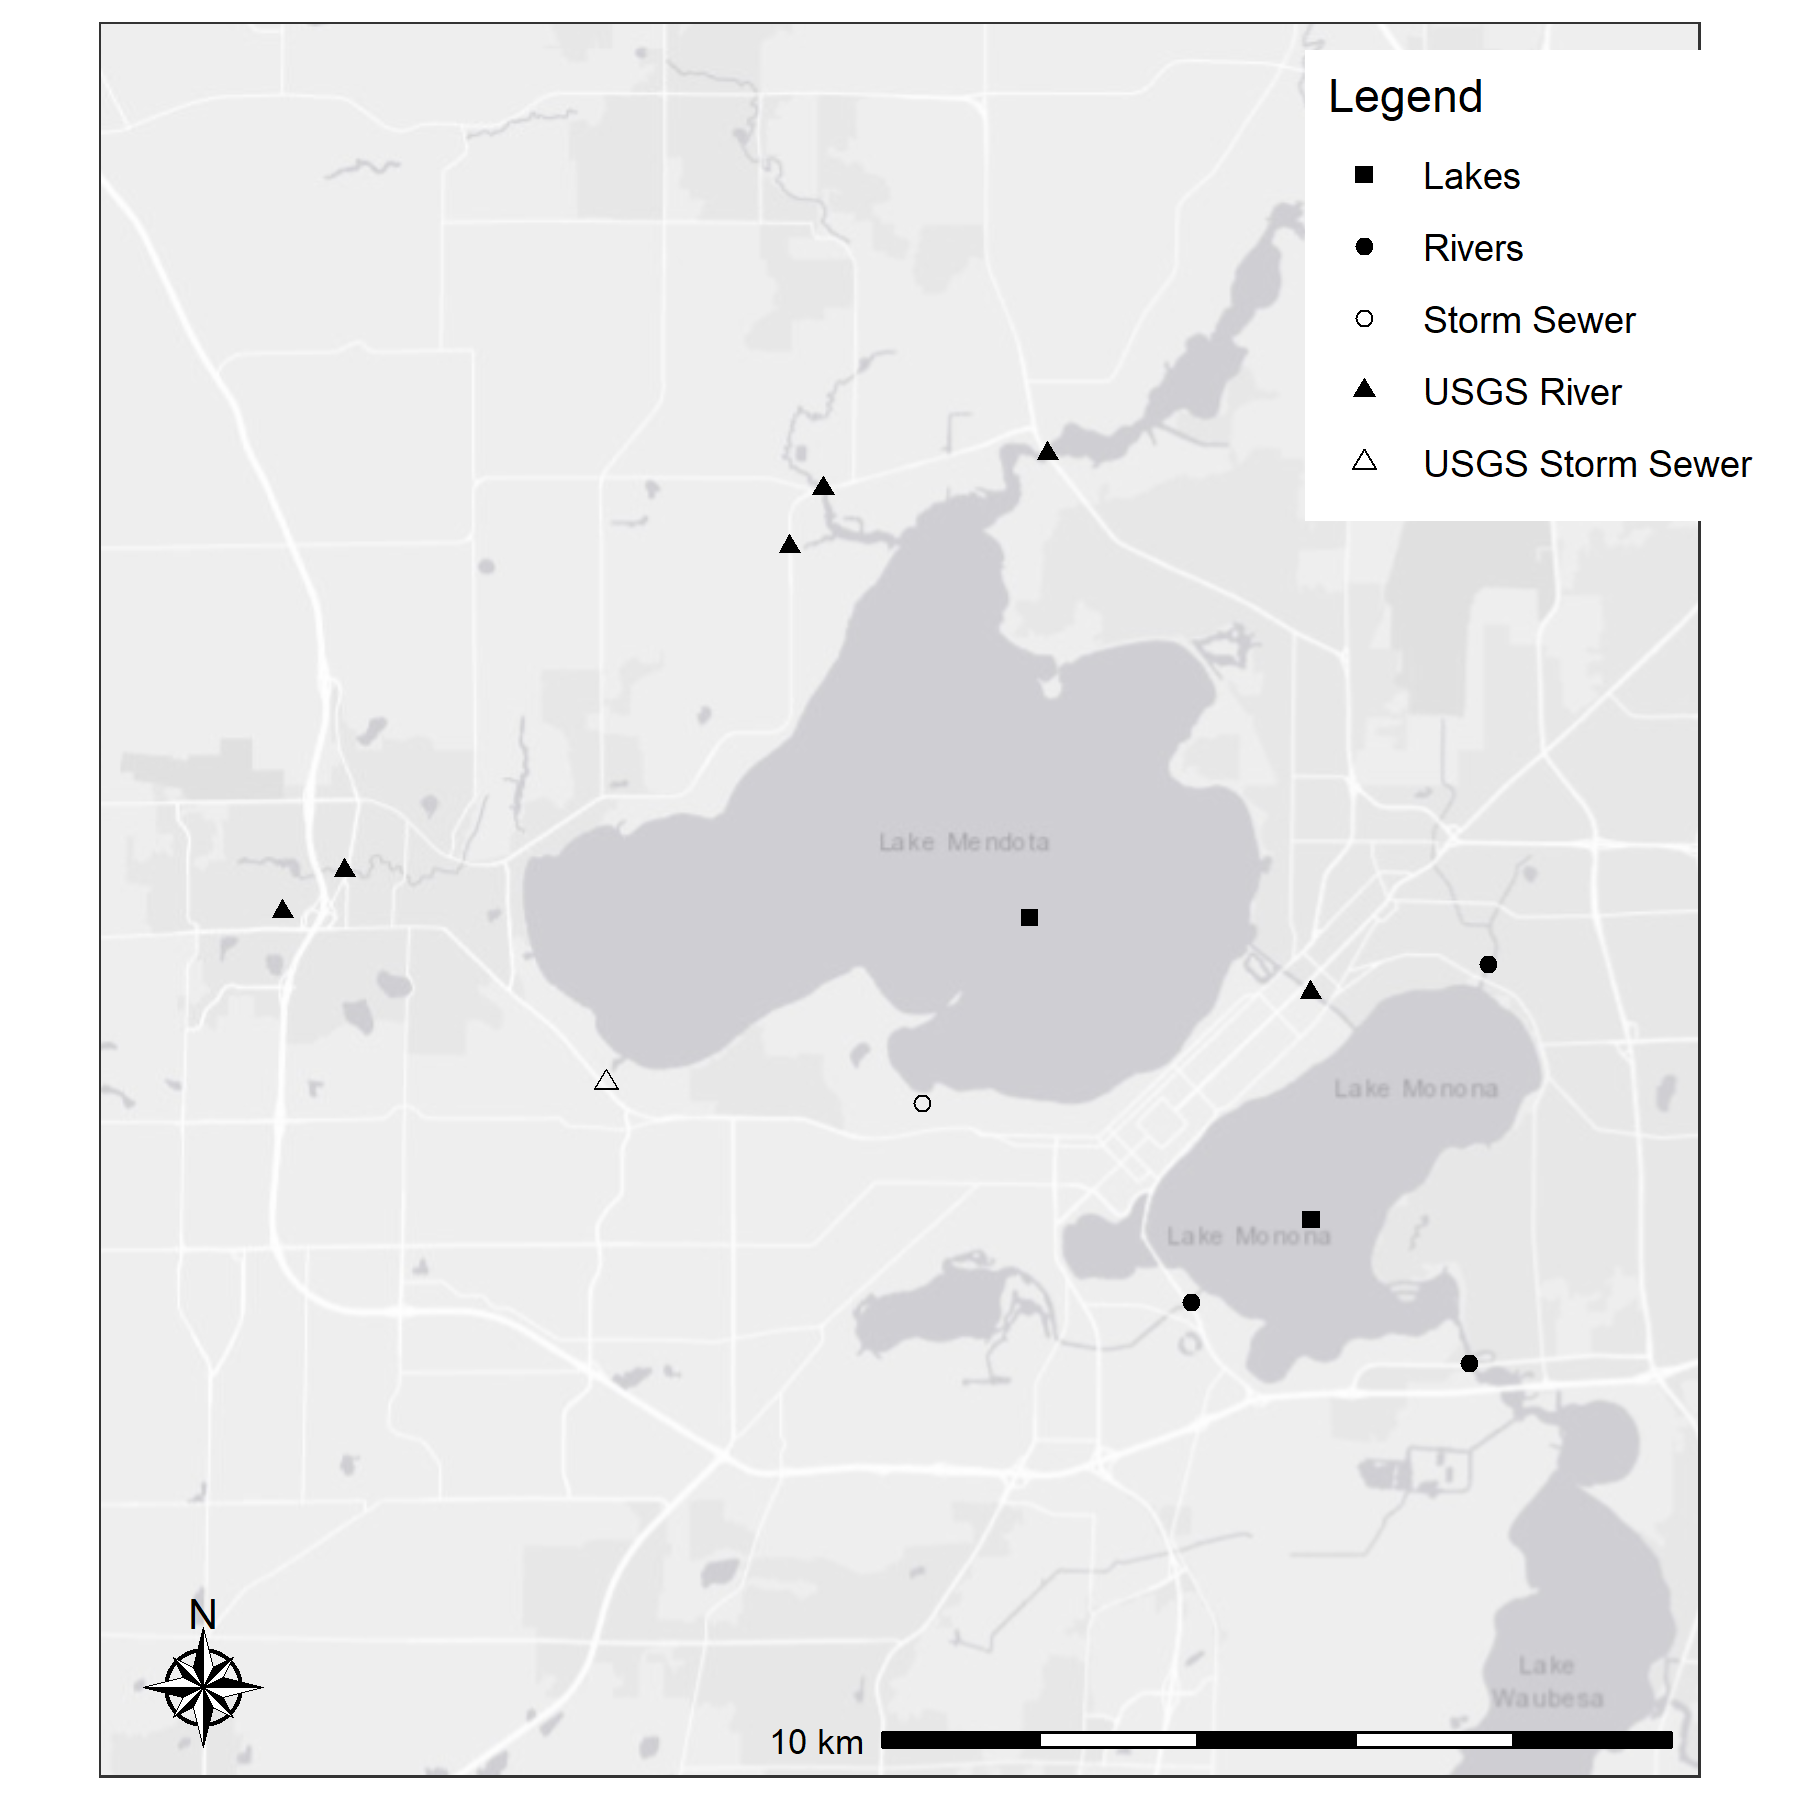 Legend
Lakes
Rivers
Storm Sewer
USGS River
USGS Storm Sewer
Lake Mendota
Lake Monona
Lake Monona
Lake
Waubesa
N
10 km